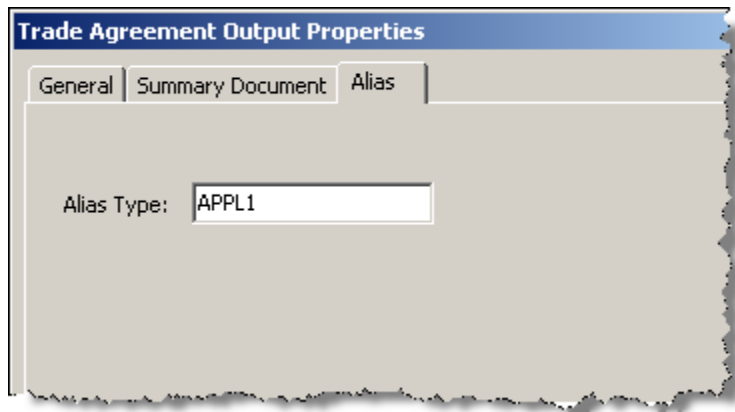 Trade Agreement Output Properties
General Summary Document Alias
Alias Type: APPL1